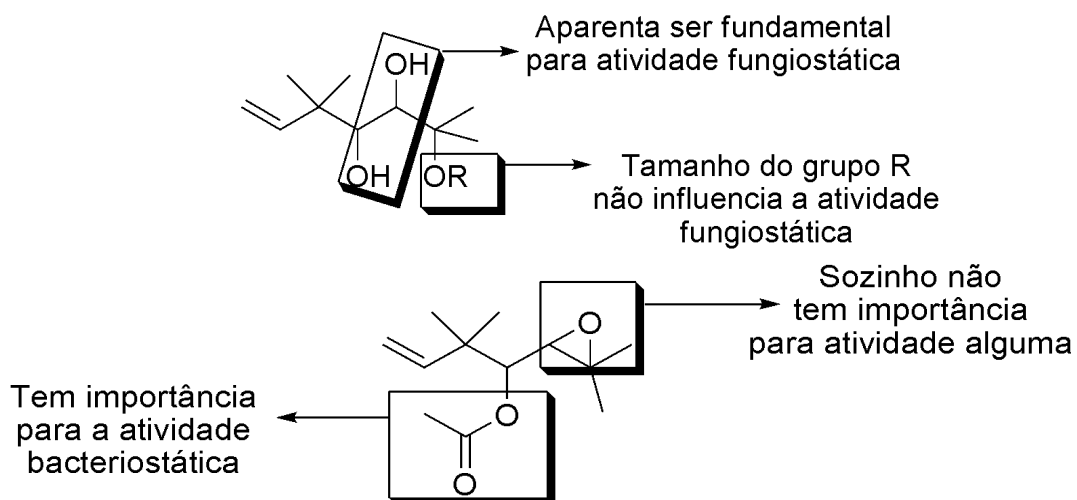 Aparenta ser fundamental
para atividade fungiostática
OH
OH
OR
Tamanho do grupo R
não influencia a atividade
fungiostática
Sozinho não
tem importância
para atividade alguma
O
Tem importância
para a atividade
bacteriostática
O
O